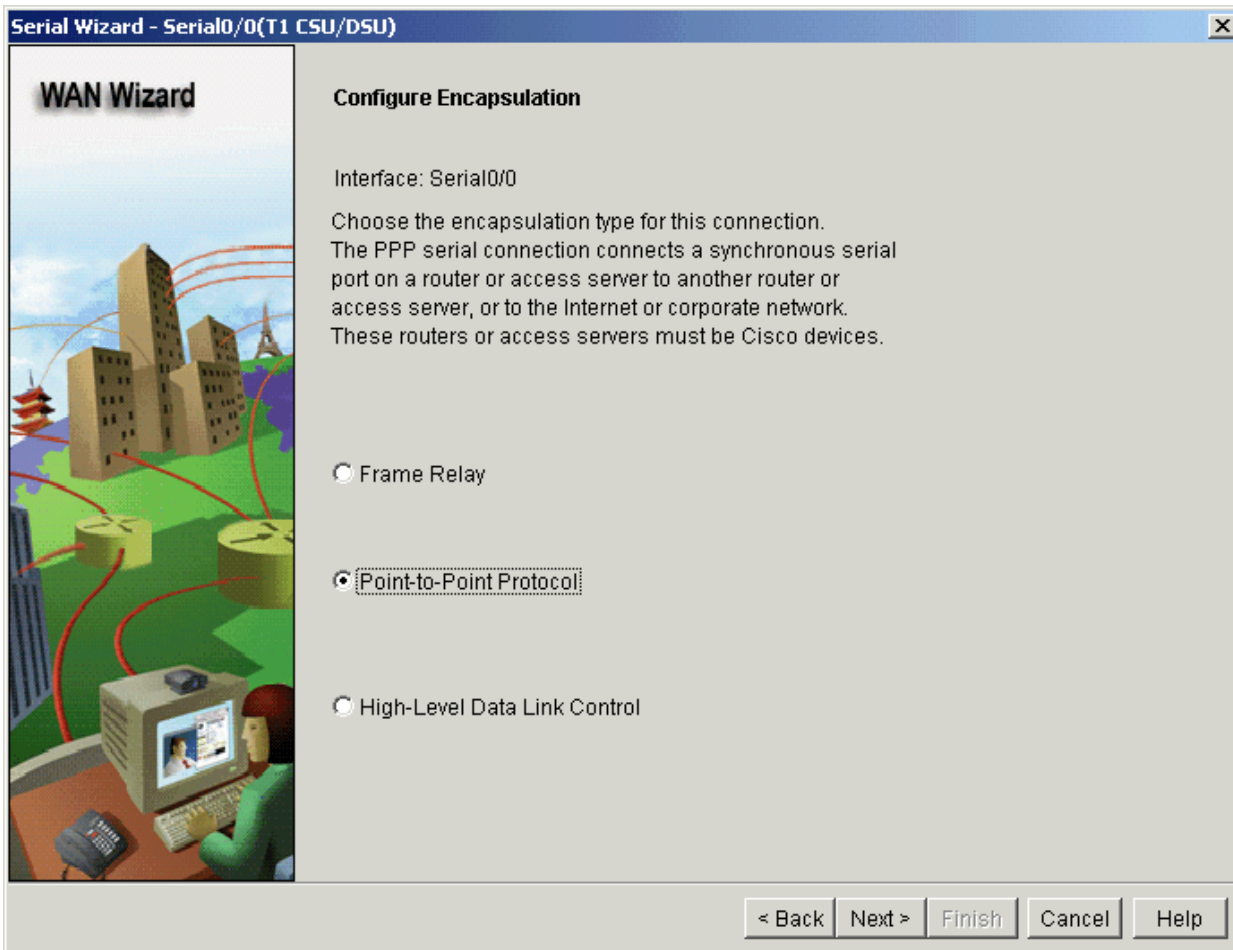 Serial Wizard - Serial0/0(T1 CSU/DSU)
WAN Wizard
Configure Encapsulation
Interface: Serial0/0
Choose the encapsulation type for this connection.
The PPP serial connection connects a synchronous serial
port on a router or access server to another router or
access server, or to the Internet or corporate network.
These routers or access servers must be Cisco devices.
Frame Relay
Point-to-Point Protocol
High-Level Data Link Control
< Back
Next >
Finish
Cancel
Help